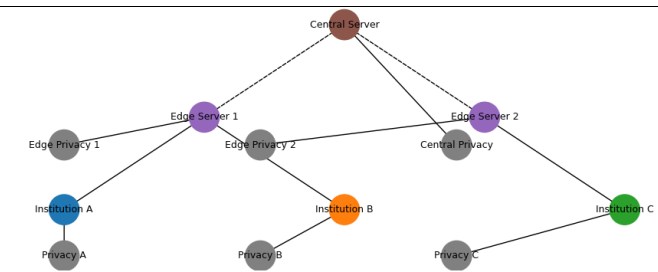 Central Server
Edge Server 1
Edge Server 2
Edge Privacy 1
Edge Privacy 2
Central Privacy
Institution A
Institution B
Institution C
Privacy A
Privacy B
Privacy C